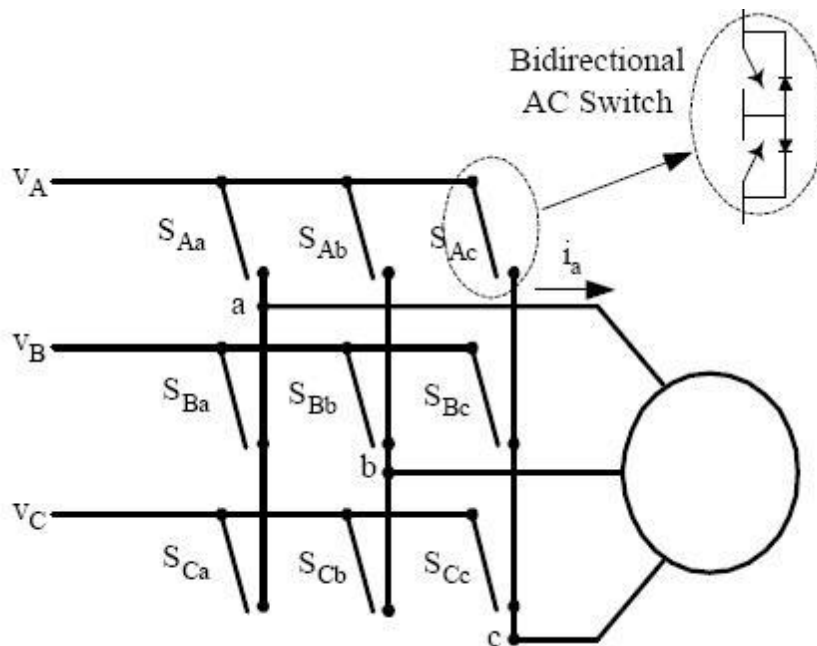 Bidirectional
AC Switch
v_A
S_Aa
S_Ab
S_Ac
i_a
a
v_B
S_Ba
S_Bb
S_Bc
b
v_C
S_Ca
S_Cb
S_Cc
c